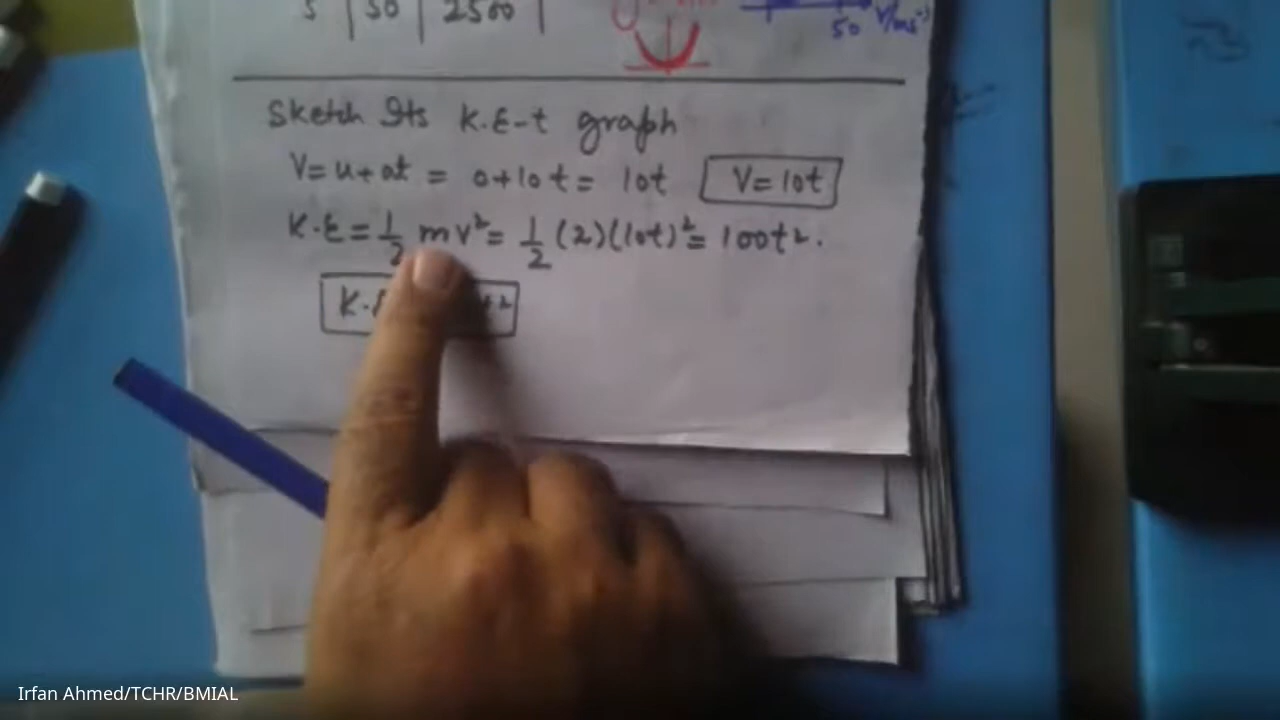 5 | 50 | 2500 |
50 V/ms⁻¹
Sketch Its K.E-t graph
V=u+at = 0+10t = 10t V=10t
K.E = 1/2 mv² = 1/2 (2)(10t)² = 100t².
K.E t²
Irfan Ahmed/TCHR/BMIAL